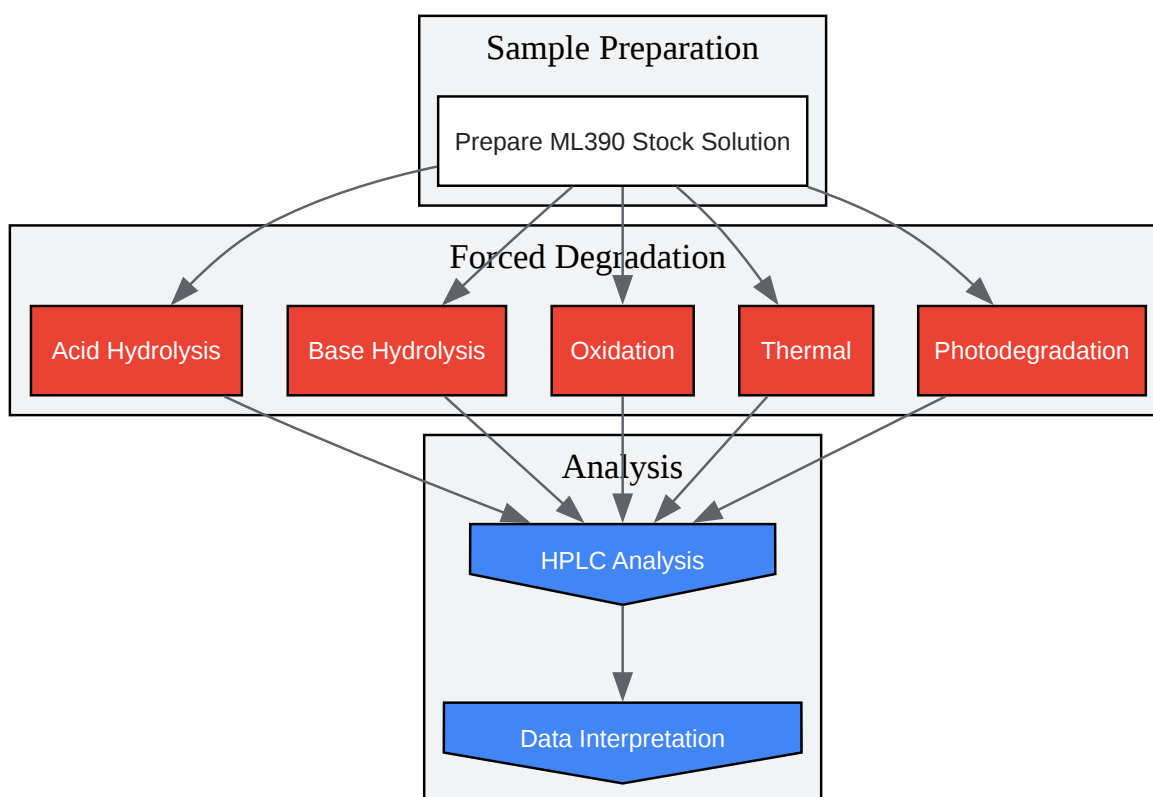 Sample Preparation
Prepare ML390 Stock Solution
Forced Degradation
Acid Hydrolysis
Base Hydrolysis
Oxidation
Thermal
Photodegradation
Analysis
HPLC Analysis
Data Interpretation